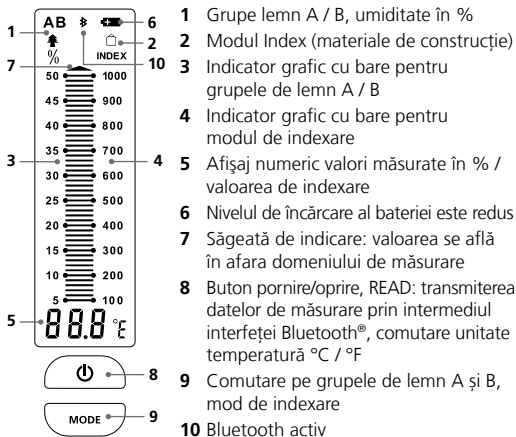 AB
6
1
2
%
INDEX
7
10
50 1000
45 900
40 800
35 700
3
4
30 600
25 500
20 400
15 300
10 200
5 100
5
88.8 °F
8
MODE
9
1 Grupe lemn A / B, umiditate în %
2 Modul Index (materiale de construcție)
3 Indicator grafic cu bare pentru
grupele de lemn A / B
4 Indicator grafic cu bare pentru
modul de indexare
5 Afişaj numeric valori măsurate în % /
valoarea de indexare
6 Nivelul de încărcare al bateriei este redus
7 Săgeată de indicare: valoarea se află
în afara domeniului de măsurare
8 Buton pornire/oprire, READ: transmiterea
datelor de măsurare prin intermediul
interfeței Bluetooth®, comutare unitate
temperatură °C / °F
9 Comutare pe grupele de lemn A și B,
mod de indexare
10 Bluetooth activ